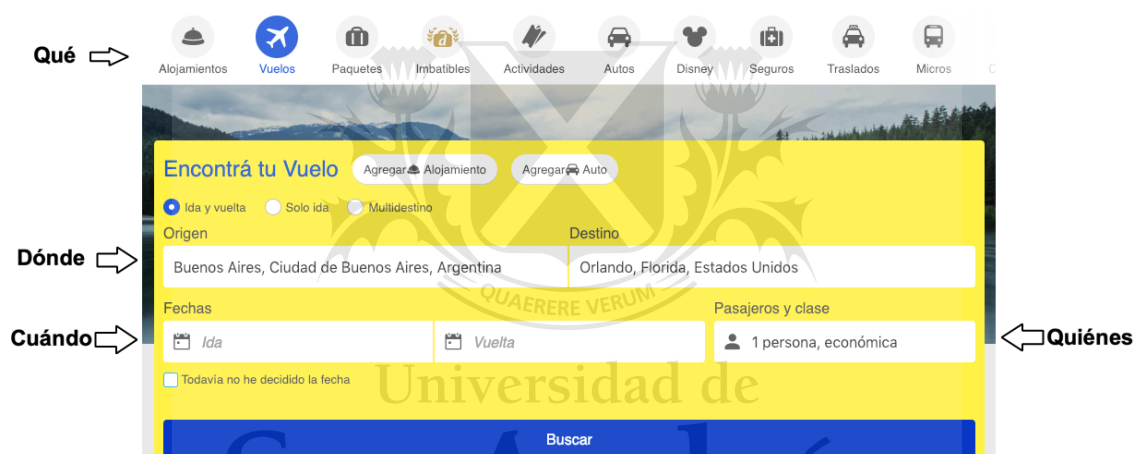 Qué
Alojamientos Vuelos Paquetes Imbatibles Actividades Autos Disney Seguros Traslados Micros
Encontrá tu Vuelo Agregar Alojamiento Agregar Auto
Ida y vuelta Solo ida Multidestino
Origen Destino
Dónde Buenos Aires, Ciudad de Buenos Aires, Argentina Orlando, Florida, Estados Unidos
QUAERERE VERUM
Fechas Pasajeros y clase
Cuándo Ida Vuelta 1 persona, económica Quiénes
Todavía no he decidido la fecha
Universidad de
Buscar